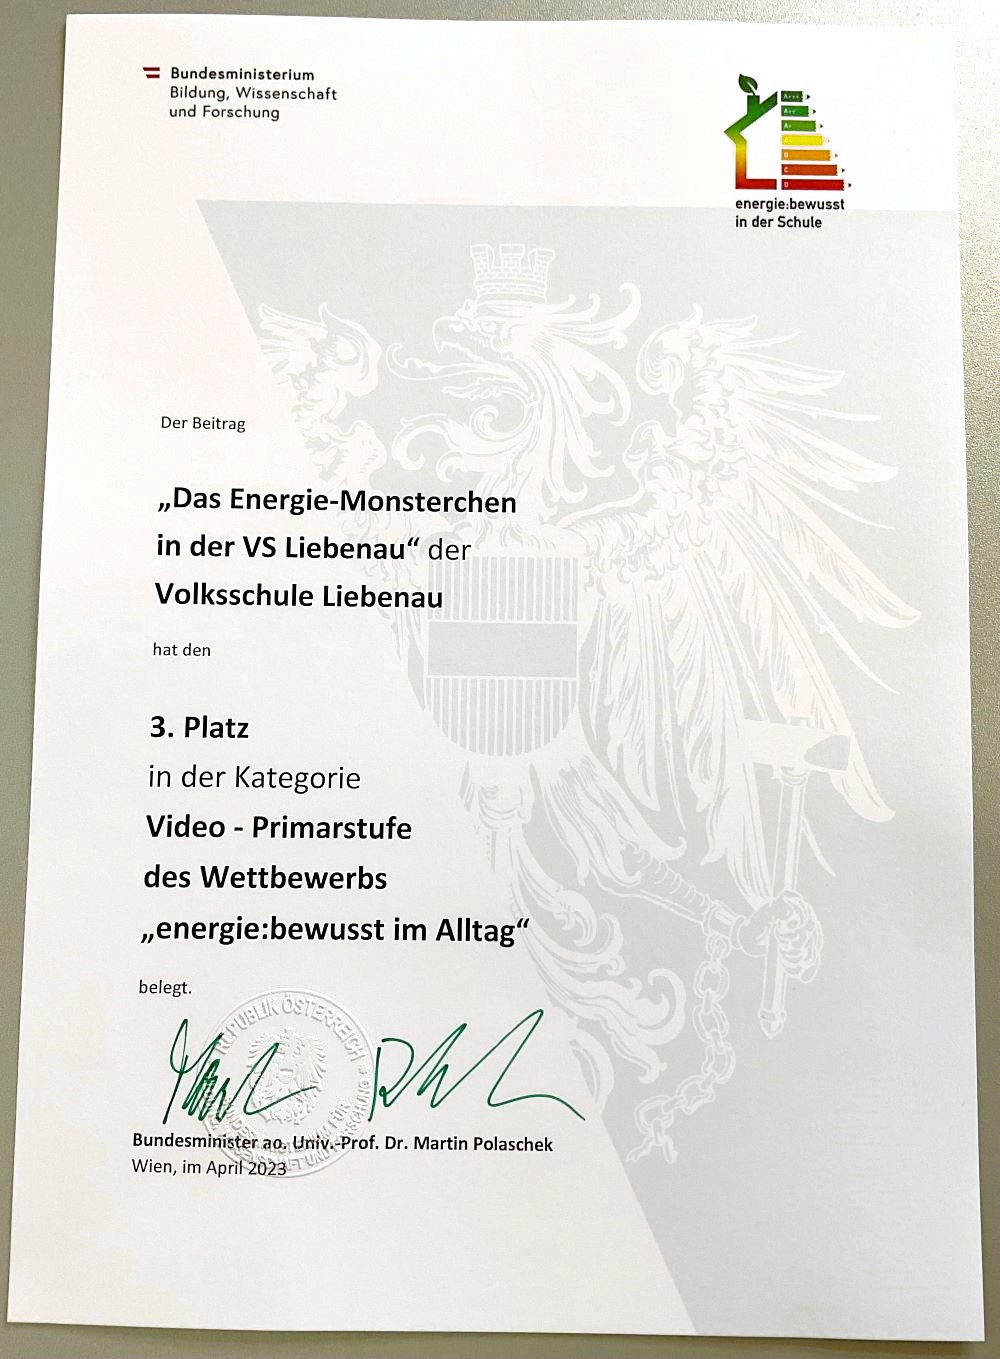 Bundesministerium
Bildung, Wissenschaft
und Forschung
A+++
A++
A+
A
B
C
D
energie:bewusst
in der Schule
Der Beitrag
„Das Energie-Monsterchen
in der VS Liebenau“ der
Volksschule Liebenau
hat den
3. Platz
in der Kategorie
Video - Primarstufe
des Wettbewerbs
„energie:bewusst im Alltag“
belegt.
REPUBLIK ÖSTERREICH
Bundesminister ao. Univ.-Prof. Dr. Martin Polaschek
Wien, im April 2023